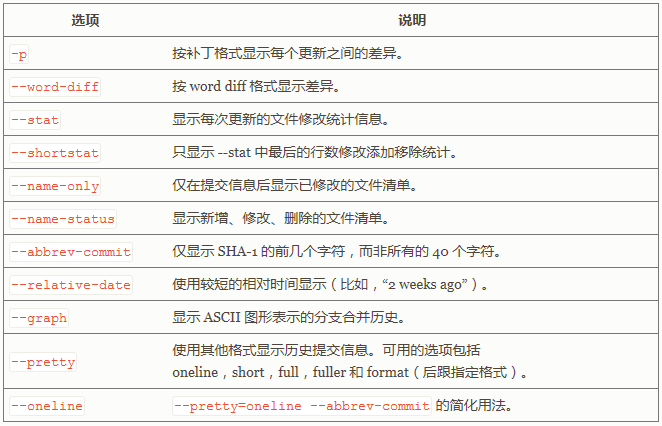 选项 说明
-p 按补丁格式显示每个更新之间的差异。
--word-diff 按 word diff 格式显示差异。
--stat 显示每次更新的文件修改统计信息。
--shortstat 只显示 --stat 中最后的行数修改添加移除统计。
--name-only 仅在提交信息后显示已修改的文件清单。
--name-status 显示新增、修改、删除的文件清单。
--abbrev-commit 仅显示 SHA-1 的前几个字符，而非所有的 40 个字符。
--relative-date 使用较短的相对时间显示（比如，“2 weeks ago”）。
--graph 显示 ASCII 图形表示的分支合并历史。
--pretty 使用其他格式显示历史提交信息。可用的选项包括
oneline，short，full，fuller 和 format（后跟指定格式）。
--oneline --pretty=oneline --abbrev-commit 的简化用法。